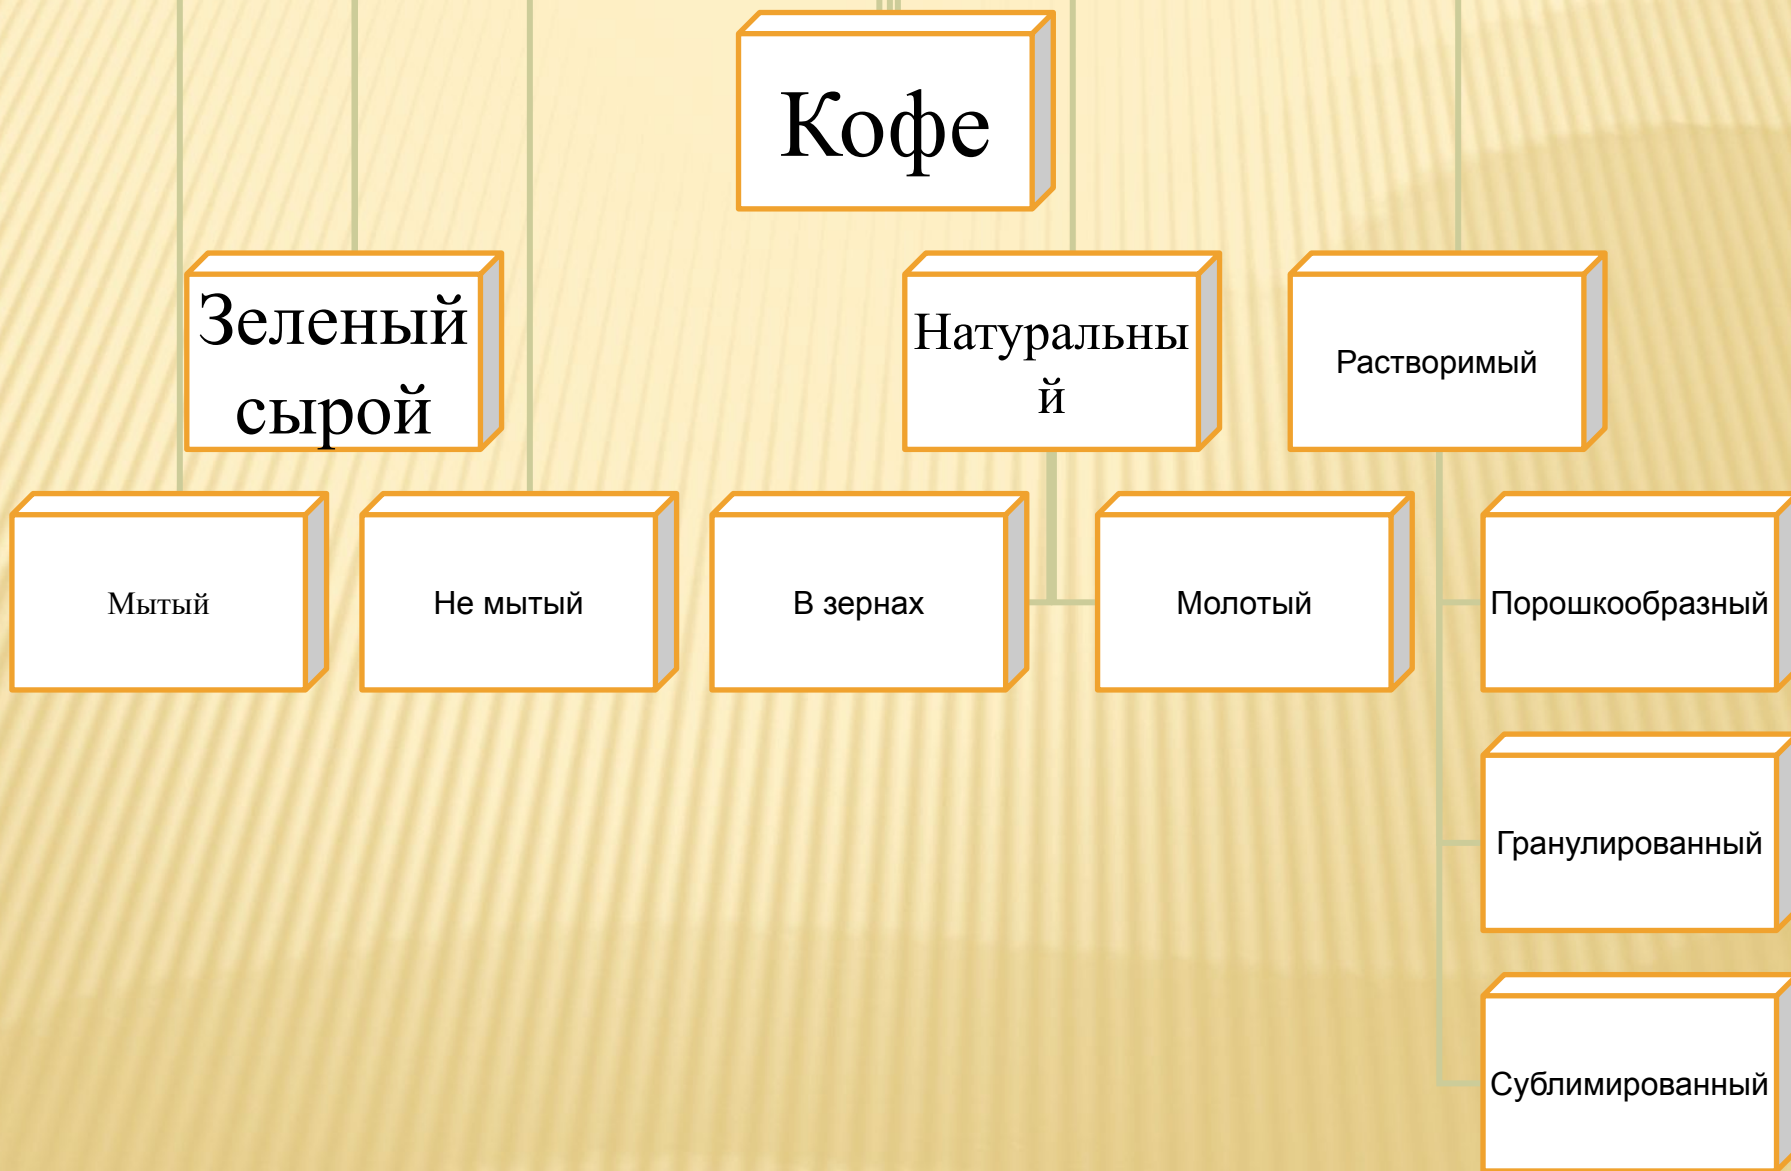 Кофе
Зеленый
сырой
Натуральны
й
Растворимый
Мытый
Не мытый
В зернах
Молотый
Порошкообразный
Гранулированный
Сублимированный